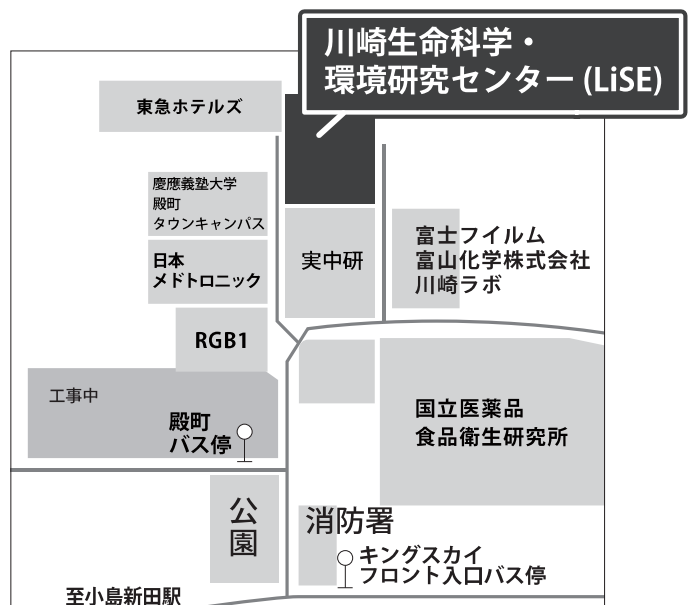 川崎生命科学・
環境研究センター (LiSE)
東急ホテルズ
慶應義塾大学
殿町
タウンキャンパス
日本
メドトロニック
実中研
富士フイルム
富山化学株式会社
川崎ラボ
RGB1
工事中
殿町
バス停
国立医薬品
食品衛生研究所
公
園
消防署
キングスカイ
フロント入口バス停
至小島新田駅